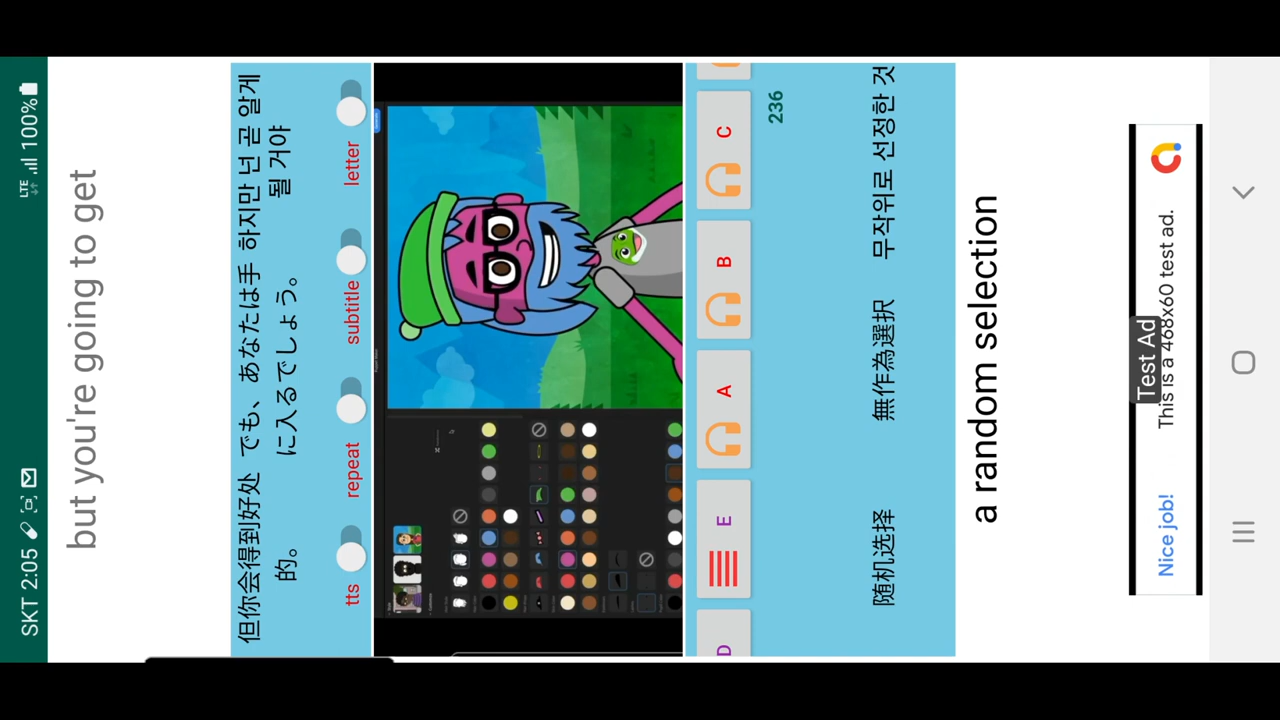 SKT 2:05
LTE
100%
but you're going to get
但你会得到好处
的。
でも、あなたは手
に入るでしょう。
하지만 넌 곧 알게
될 거야
tts
repeat
subtitle
letter
D
E
A
B
C
236
随机选择
無作為選択
무작위로 선정한 것
a random selection
Nice job!
Test Ad
This is a 468x60 test ad.